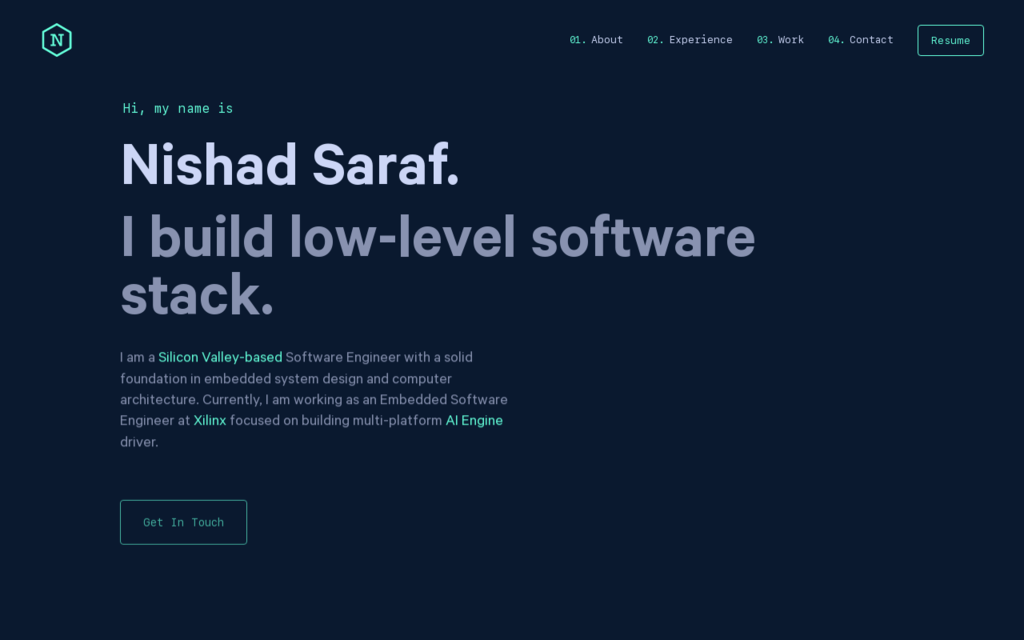 N
01. About 02. Experience 03. Work 04. Contact Resume
Hi, my name is
Nishad Saraf.
I build low-level software
stack.
I am a Silicon Valley-based Software Engineer with a solid
foundation in embedded system design and computer
architecture. Currently, I am working as an Embedded Software
Engineer at Xilinx focused on building multi-platform AI Engine
driver.
Get In Touch